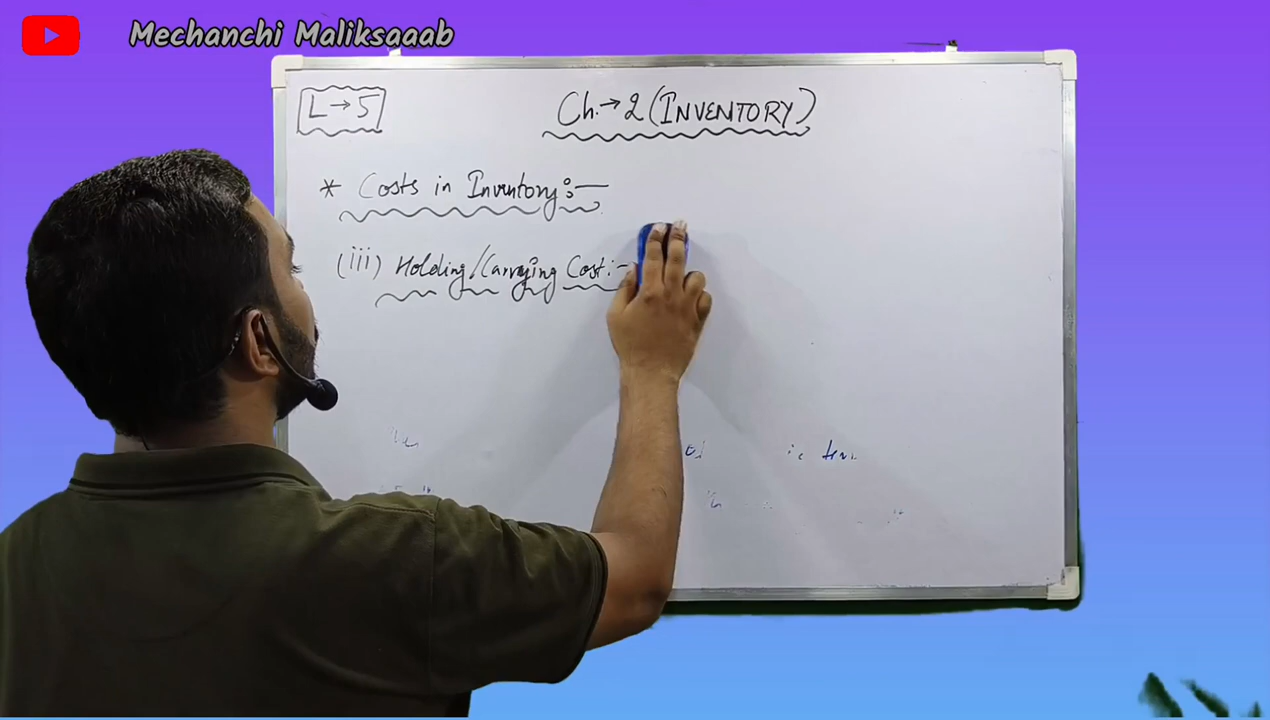 Mechanchi Maliksaaab
L → 5
Ch. → 2 (INVENTORY)
* Costs in Inventory :—
(iii) Holding/Carrying Cost :-